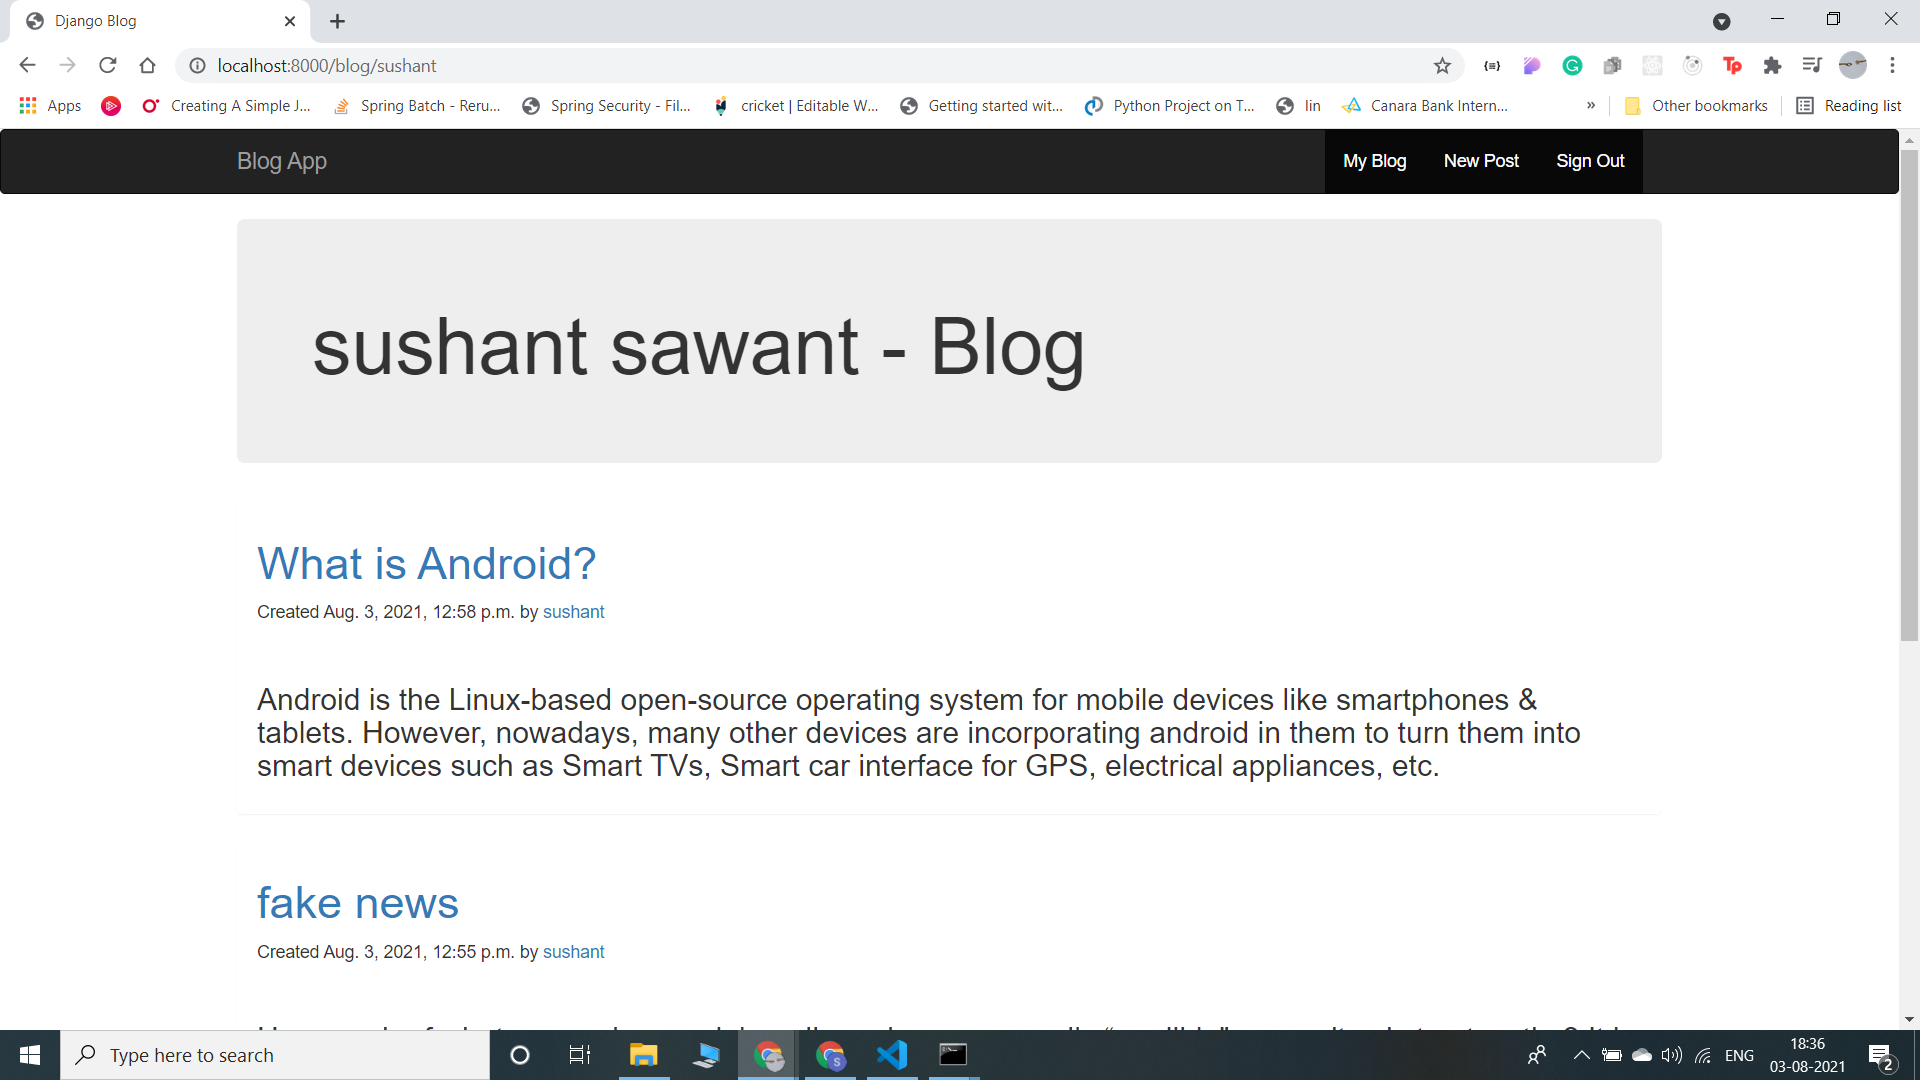 Django Blog
localhost:8000/blog/sushant
Apps
Creating A Simple J...
Spring Batch - Reru...
Spring Security - Fil...
cricket | Editable W...
Getting started wit...
Python Project on T...
lin
Canara Bank Intern...
»
Other bookmarks
Reading list
Blog App
My Blog
New Post
Sign Out
sushant sawant - Blog
What is Android?
Created Aug. 3, 2021, 12:58 p.m. by sushant
Android is the Linux-based open-source operating system for mobile devices like smartphones &
tablets. However, nowadays, many other devices are incorporating android in them to turn them into
smart devices such as Smart TVs, Smart car interface for GPS, electrical appliances, etc.
fake news
Created Aug. 3, 2021, 12:55 p.m. by sushant
Type here to search
ENG
18:36
03-08-2021
2